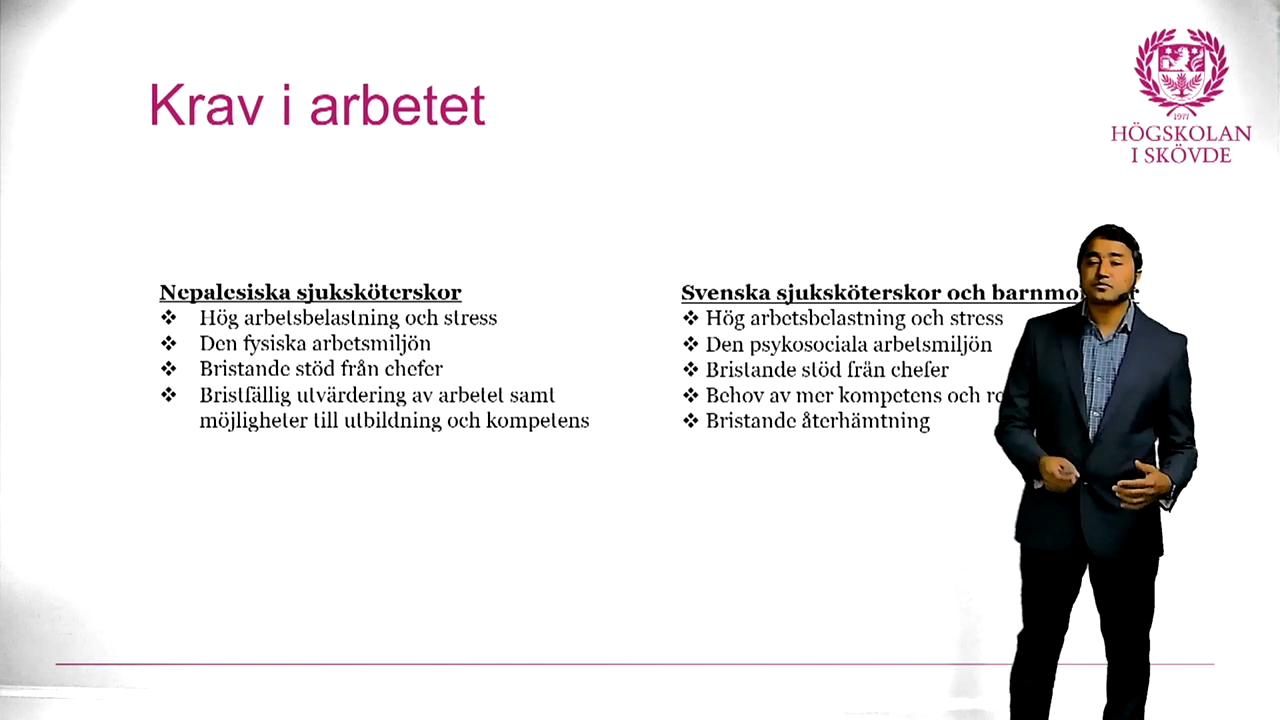 Krav i arbetet
1977
HÖGSKOLAN
I SKÖVDE
Nepalesiska sjuksköterskor
❖ Hög arbetsbelastning och stress
❖ Den fysiska arbetsmiljön
❖ Bristande stöd från chefer
❖ Bristfällig utvärdering av arbetet samt
möjligheter till utbildning och kompetens
Svenska sjuksköterskor och
❖ Hög arbetsbelastning och stress
❖ Den psykosociala arbetsmiljön
❖ Bristande stöd från chefer
❖ Behov av mer kompetens och
❖ Bristande återhämtning